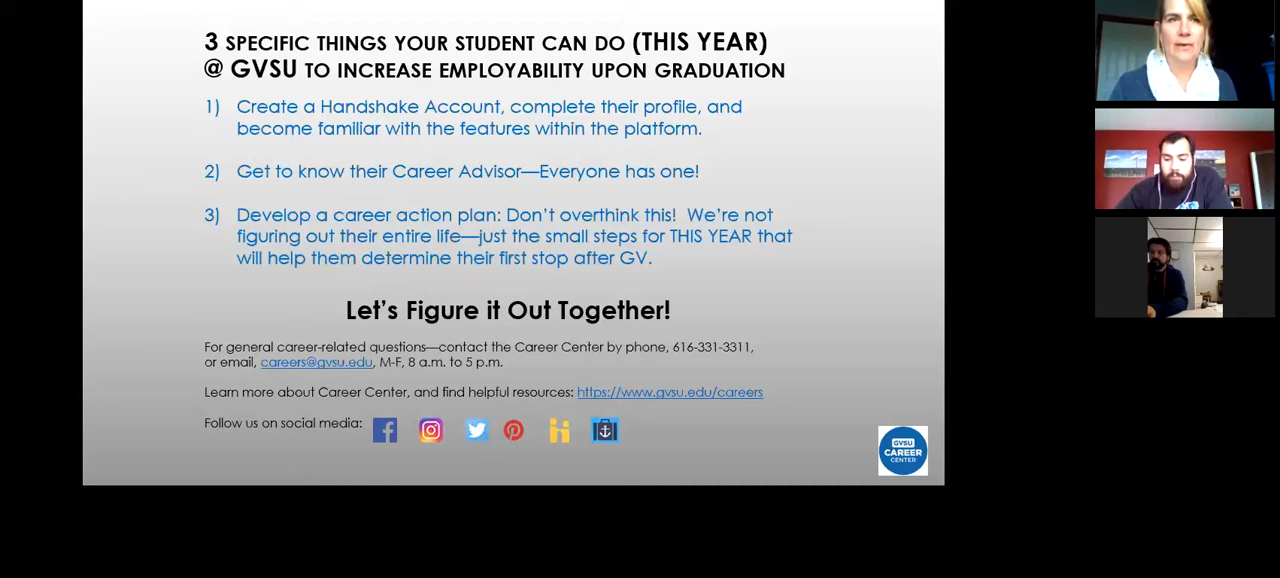 3 SPECIFIC THINGS YOUR STUDENT CAN DO (THIS YEAR)
@ GVSU TO INCREASE EMPLOYABILITY UPON GRADUATION
1) Create a Handshake Account, complete their profile, and
become familiar with the features within the platform.
2) Get to know their Career Advisor—Everyone has one!
3) Develop a career action plan: Don't overthink this! We're not
figuring out their entire life—just the small steps for THIS YEAR that
will help them determine their first stop after GV.
Let's Figure it Out Together!
For general career-related questions—contact the Career Center by phone, 616-331-3311,
or email, careers@gvsu.edu, M-F, 8 a.m. to 5 p.m.
Learn more about Career Center, and find helpful resources: https://www.gvsu.edu/careers
Follow us on social media:
GVSU
CAREER
CENTER